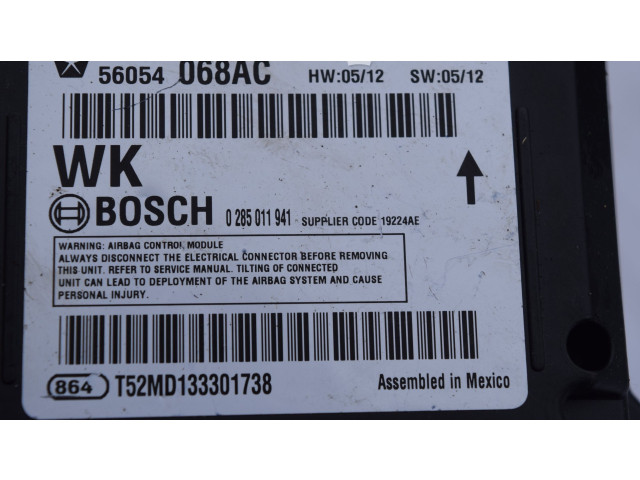 56054 068AC HW:05/12 SW:05/12
WK
BOSCH 0 285 011 941 SUPPLIER CODE 19224AE
WARNING: AIRBAG CONTROL MODULE
ALWAYS DISCONNECT THE ELECTRICAL CONNECTOR BEFORE REMOVING
THIS UNIT. REFER TO SERVICE MANUAL. TILTING OF CONNECTED
UNIT CAN LEAD TO DEPLOYMENT OF THE AIRBAG SYSTEM AND CAUSE
PERSONAL INJURY.
864 T52MD133301738 Assembled in Mexico